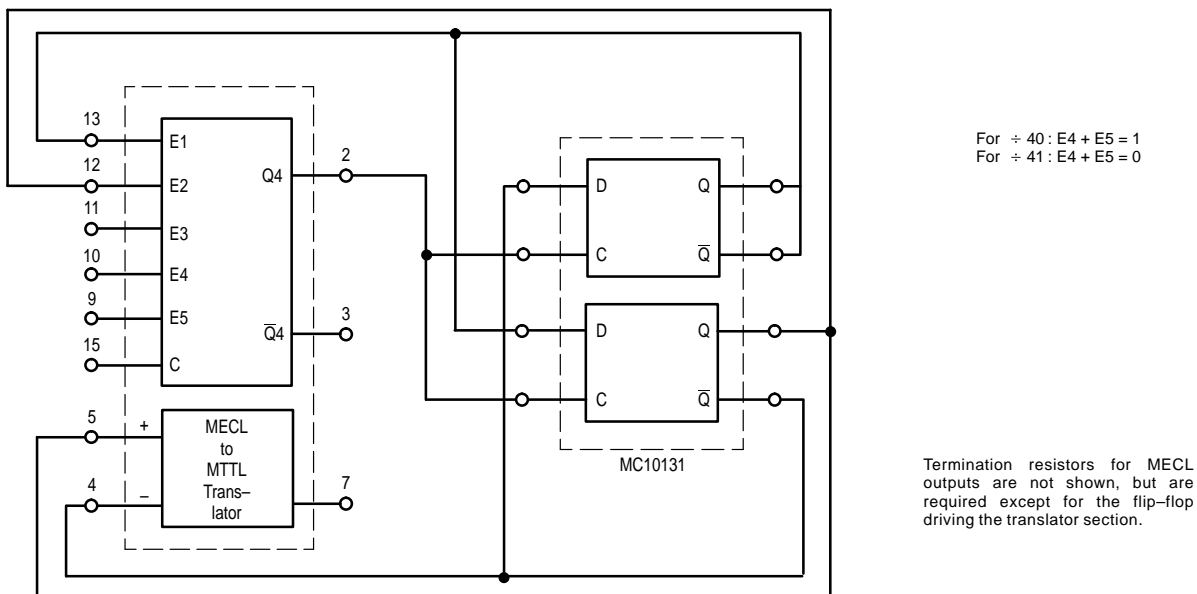 13
E1
12
E2
11
E3
10
E4
9
E5
15
C
Q4
2
Q̅4
3
5
+
4
–
MECL
to
MTTL
Trans–
lator
7
D
Q
C
Q̅
D
Q
C
Q̅
MC10131
For ÷ 40 : E4 + E5 = 1
For ÷ 41 : E4 + E5 = 0
Termination resistors for MECL
outputs are not shown, but are
required except for the flip–flop
driving the translator section.